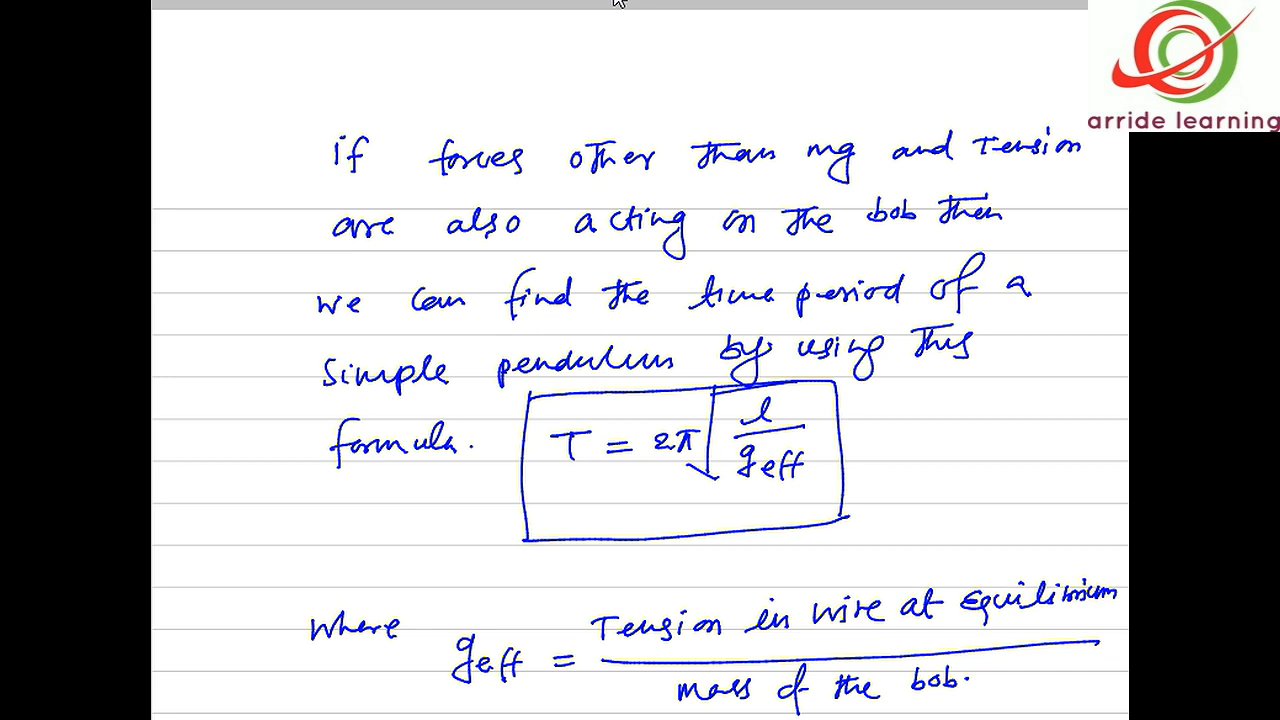 arride learning
if forces other than mg and Tension
are also acting on the bob then
we can find the time period of a
simple pendulum by using this
formula. T = 2π √(l / geff)
where geff = Tension in wire at equilibrium / mass of the bob.